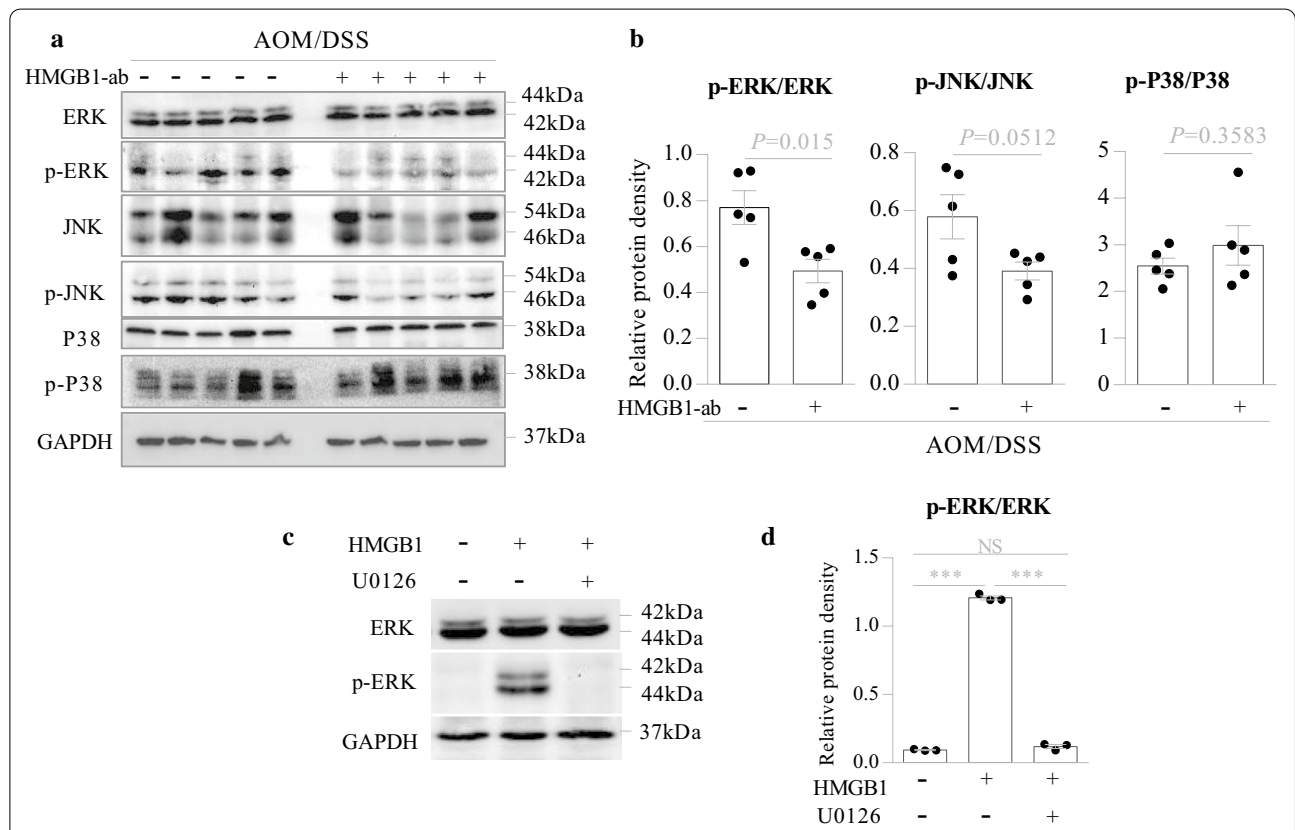 a
AOM/DSS
HMGB1-ab - - - - - + + + + +
ERK
44kDa
42kDa
p-ERK
44kDa
42kDa
JNK
54kDa
46kDa
p-JNK
54kDa
46kDa
P38
38kDa
p-P38
38kDa
GAPDH
37kDa
b
p-ERK/ERK
P=0.015
Relative protein density
1.0
0.8
0.6
0.4
0.2
0.0
HMGB1-ab - +
p-JNK/JNK
P=0.0512
0.8
0.6
0.4
0.2
0.0
- +
p-P38/P38
P=0.3583
5
4
3
2
1
0
- +
AOM/DSS
c
HMGB1 - + +
U0126 - - +
ERK
42kDa
44kDa
p-ERK
42kDa
44kDa
GAPDH
37kDa
d
p-ERK/ERK
NS
*** ***
Relative protein density
1.5
1.0
0.5
0.0
HMGB1 - + +
U0126 - - +